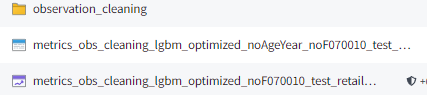 observation_cleaning
metrics_obs_cleaning_lgbm_optimized_noAgeYear_noF070010_test_...
metrics_obs_cleaning_lgbm_optimized_noF070010_test_retail...